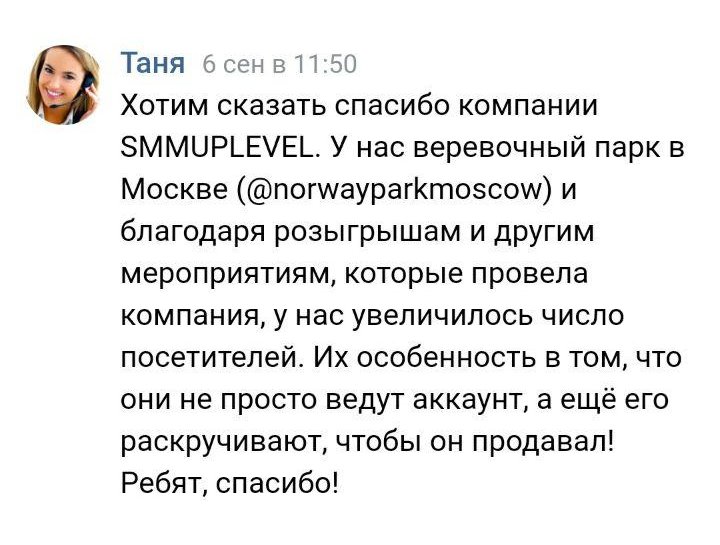 Таня 6 сен в 11:50
Хотим сказать спасибо компании
SMMUPLEVEL. У нас веревочный парк в
Москве (@norwayparkmoscow) и
благодаря розыгрышам и другим
мероприятиям, которые провела
компания, у нас увеличилось число
посетителей. Их особенность в том, что
они не просто ведут аккаунт, а ещё его
раскручивают, чтобы он продавал!
Ребят, спасибо!